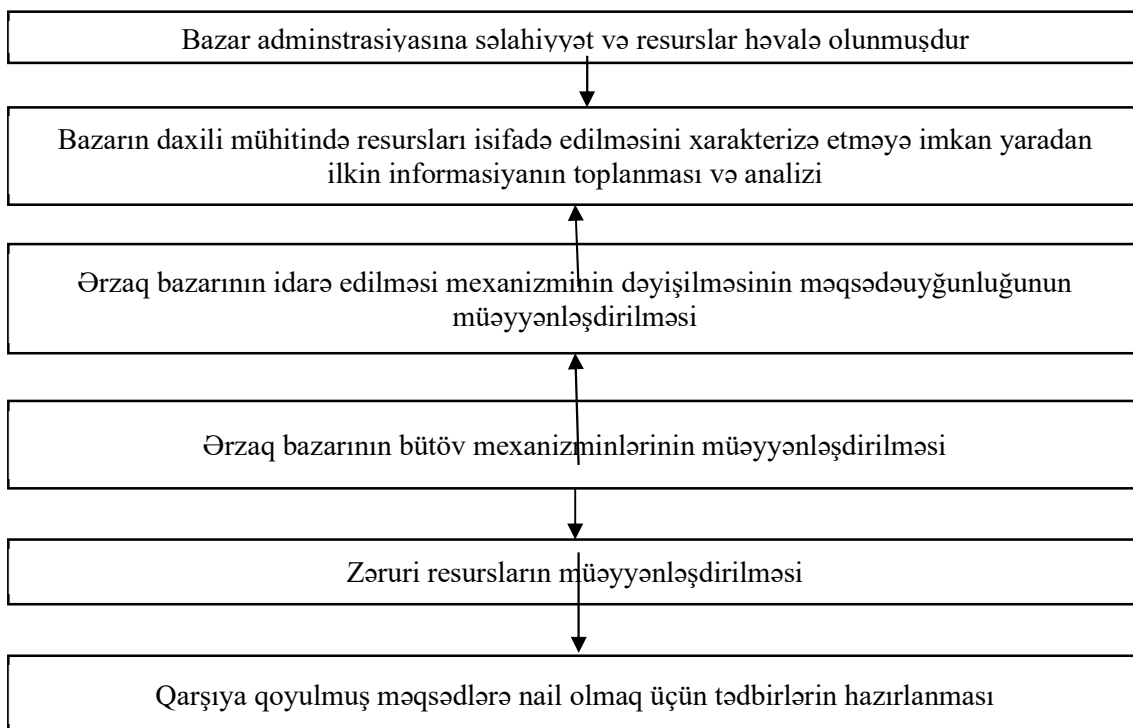 Bazar adminstrasiyasına səlahiyyət və resurslar həvalə olunmuşdur
Bazarın daxili mühitində resursları isifadə edilməsini xarakterizə etməyə imkan yaradan
ilkin informasiyanın toplanması və analizi
Ərzaq bazarının idarə edilməsi mexanizminin dəyişilməsinin məqsədəuyğunluğunun
müəyyənləşdirilməsi
Ərzaq bazarının bütöv mexanizminlərinin müəyyənləşdirilməsi
Zəruri resursların müəyyənləşdirilməsi
Qarşıya qoyulmuş məqsədlərə nail olmaq üçün tədbirlərin hazırlanması